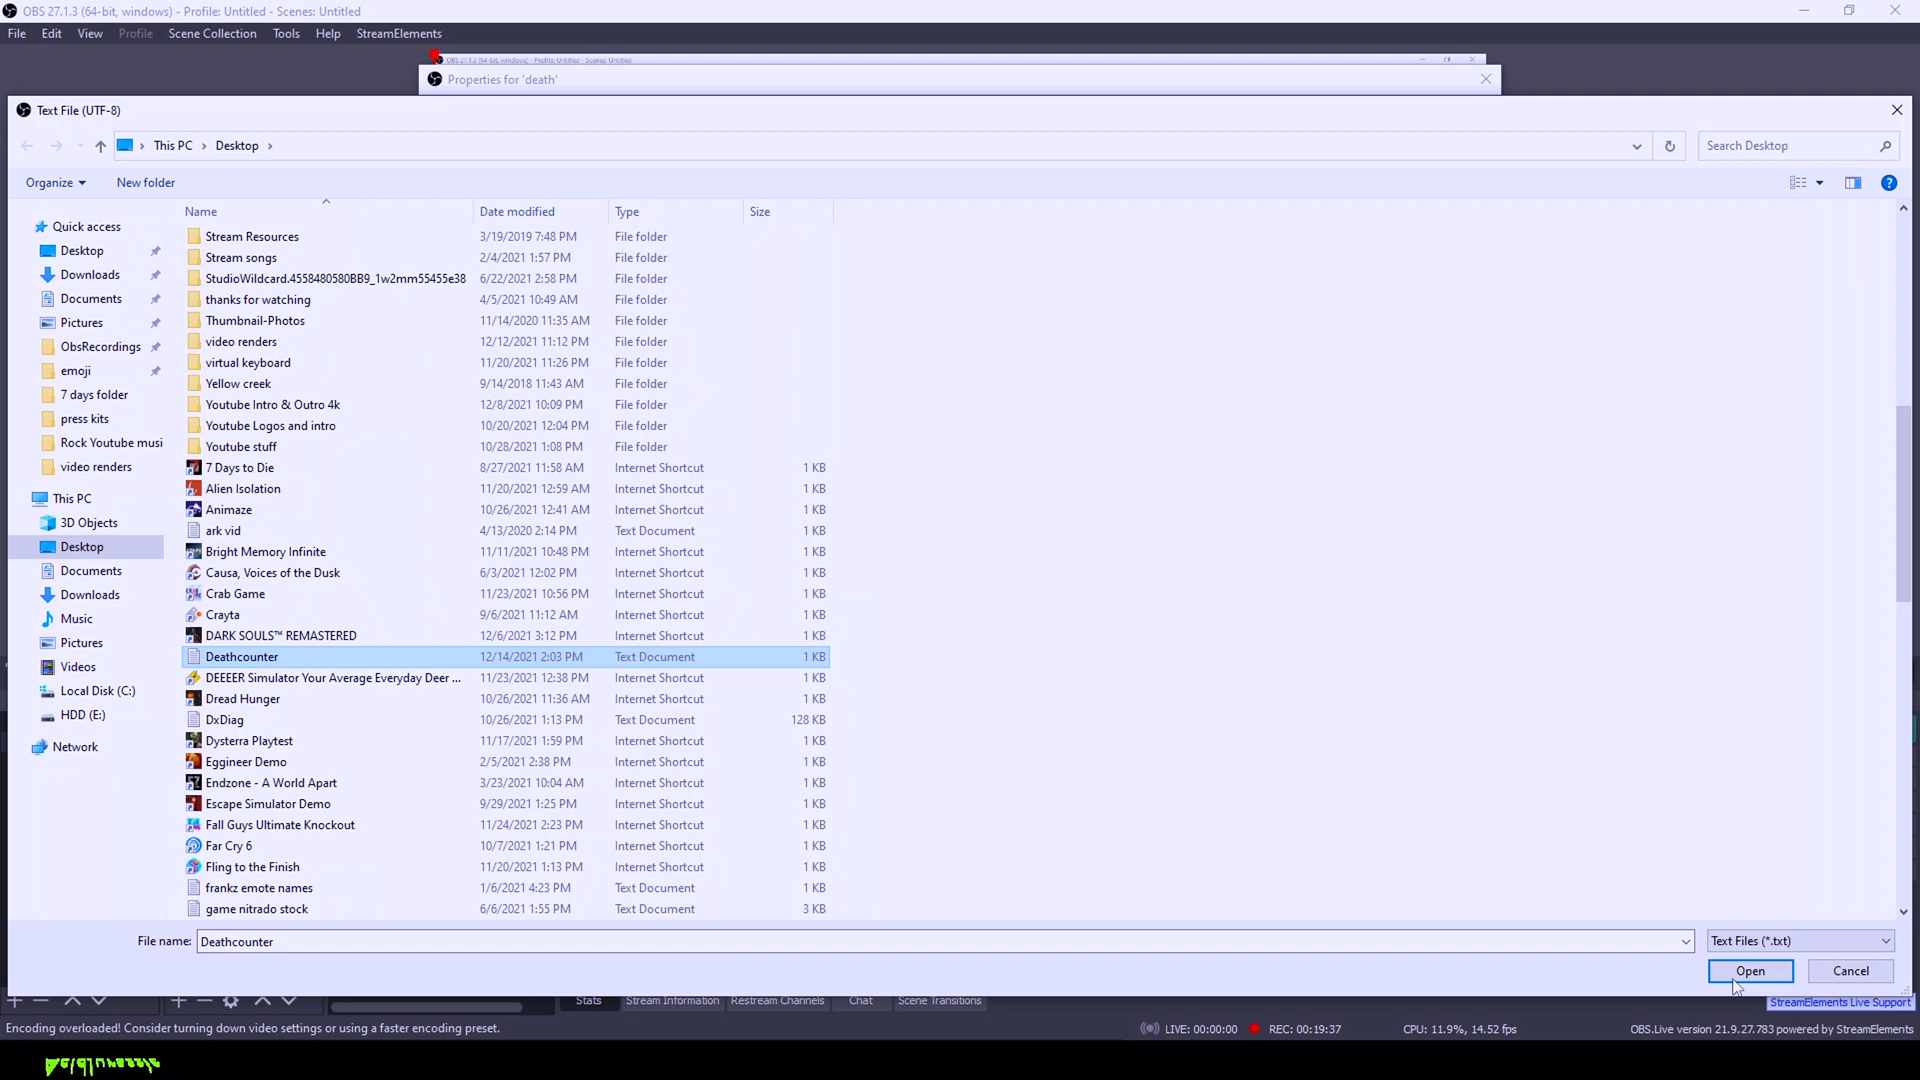 OBS 27.1.3 (64-bit, windows) - Profile: Untitled - Scenes: Untitled
File Edit View Profile Scene Collection Tools Help StreamElements
OBS 27.1.3 (64-bit, windows) - Profile: Untitled - Scenes: Untitled
Properties for 'death'
Text File (UTF-8)
This PC Desktop Search Desktop
Organize New folder
Name Date modified Type Size
Quick access
Desktop
Downloads
Documents
Pictures
ObsRecordings
emoji
7 days folder
press kits
Rock Youtube musi
video renders
This PC
3D Objects
Desktop
Documents
Downloads
Music
Pictures
Videos
Local Disk (C:)
HDD (E:)
Network
Stream Resources 3/19/2019 7:48 PM File folder
Stream songs 2/4/2021 1:57 PM File folder
StudioWildcard.4558480580BB9_1w2mm55455e38 6/22/2021 2:58 PM File folder
thanks for watching 4/5/2021 10:49 AM File folder
Thumbnail-Photos 11/14/2020 11:35 AM File folder
video renders 12/12/2021 11:12 PM File folder
virtual keyboard 11/20/2021 11:26 PM File folder
Yellow creek 9/14/2018 11:43 AM File folder
Youtube Intro & Outro 4k 12/8/2021 10:09 PM File folder
Youtube Logos and intro 10/20/2021 12:04 PM File folder
Youtube stuff 10/28/2021 1:08 PM File folder
7 Days to Die 8/27/2021 11:58 AM Internet Shortcut 1 KB
Alien Isolation 11/20/2021 12:59 AM Internet Shortcut 1 KB
Animaze 10/26/2021 12:41 AM Internet Shortcut 1 KB
ark vid 4/13/2020 2:14 PM Text Document 1 KB
Bright Memory Infinite 11/11/2021 10:48 PM Internet Shortcut 1 KB
Causa, Voices of the Dusk 6/3/2021 12:02 PM Internet Shortcut 1 KB
Crab Game 11/23/2021 10:56 PM Internet Shortcut 1 KB
Crayta 9/6/2021 11:12 AM Internet Shortcut 1 KB
DARK SOULS™ REMASTERED 12/6/2021 3:12 PM Internet Shortcut 1 KB
Deathcounter 12/14/2021 2:03 PM Text Document 1 KB
DEEEER Simulator Your Average Everyday Deer ... 11/23/2021 12:38 PM Internet Shortcut 1 KB
Dread Hunger 10/26/2021 11:36 AM Internet Shortcut 1 KB
DxDiag 10/26/2021 1:13 PM Text Document 128 KB
Dysterra Playtest 11/17/2021 1:59 PM Internet Shortcut 1 KB
Eggineer Demo 2/5/2021 2:38 PM Internet Shortcut 1 KB
Endzone - A World Apart 3/23/2021 10:04 AM Internet Shortcut 1 KB
Escape Simulator Demo 9/29/2021 1:25 PM Internet Shortcut 1 KB
Fall Guys Ultimate Knockout 11/24/2021 2:23 PM Internet Shortcut 1 KB
Far Cry 6 10/7/2021 1:21 PM Internet Shortcut 1 KB
Fling to the Finish 11/20/2021 1:13 PM Internet Shortcut 1 KB
frankz emote names 1/6/2021 4:23 PM Text Document 1 KB
game nitrado stock 6/6/2021 1:55 PM Text Document 3 KB
File name: Deathcounter Text Files (*.txt)
Open Cancel
Stats Stream Information Restream Channels Chat Scene Transitions StreamElements Live Support
Encoding overloaded! Consider turning down video settings or using a faster encoding preset. LIVE: 00:00:00 REC: 00:19:37 CPU: 11.9%, 14.52 fps OBS.Live version 21.9.27.783 powered by StreamElements